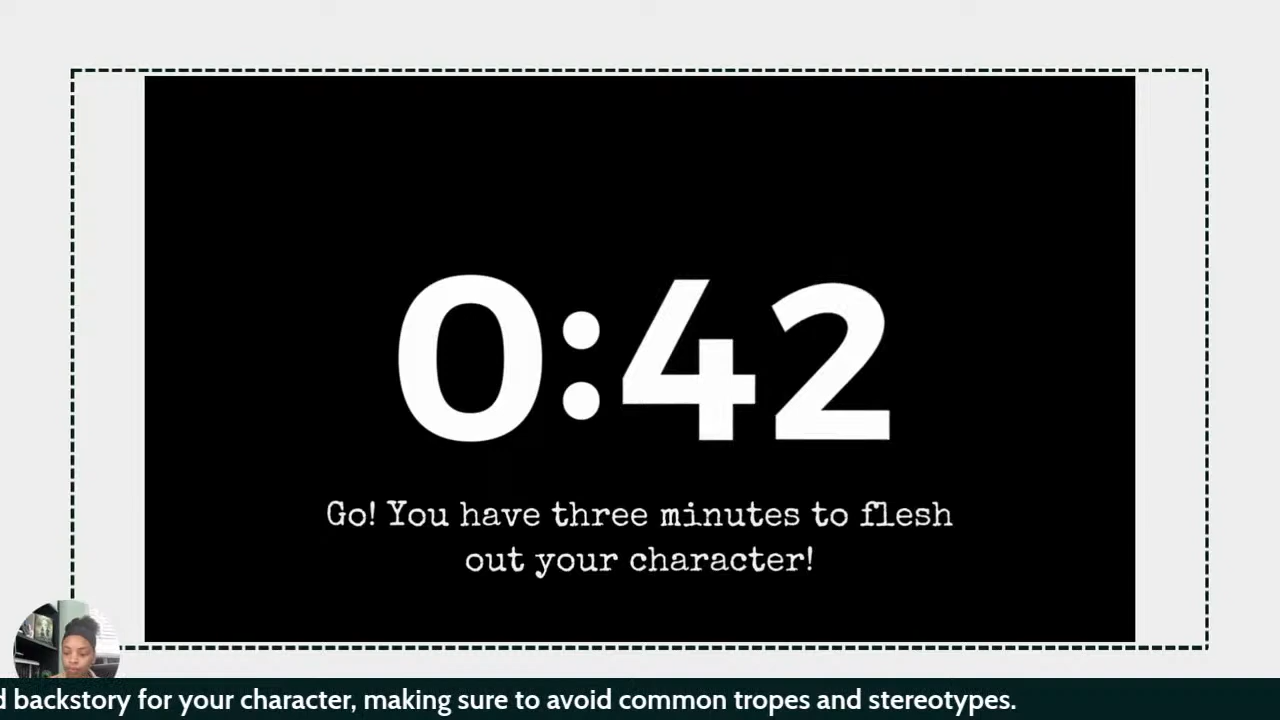 0:42
Go! You have three minutes to flesh
out your character!
backstory for your character, making sure to avoid common tropes and stereotypes.